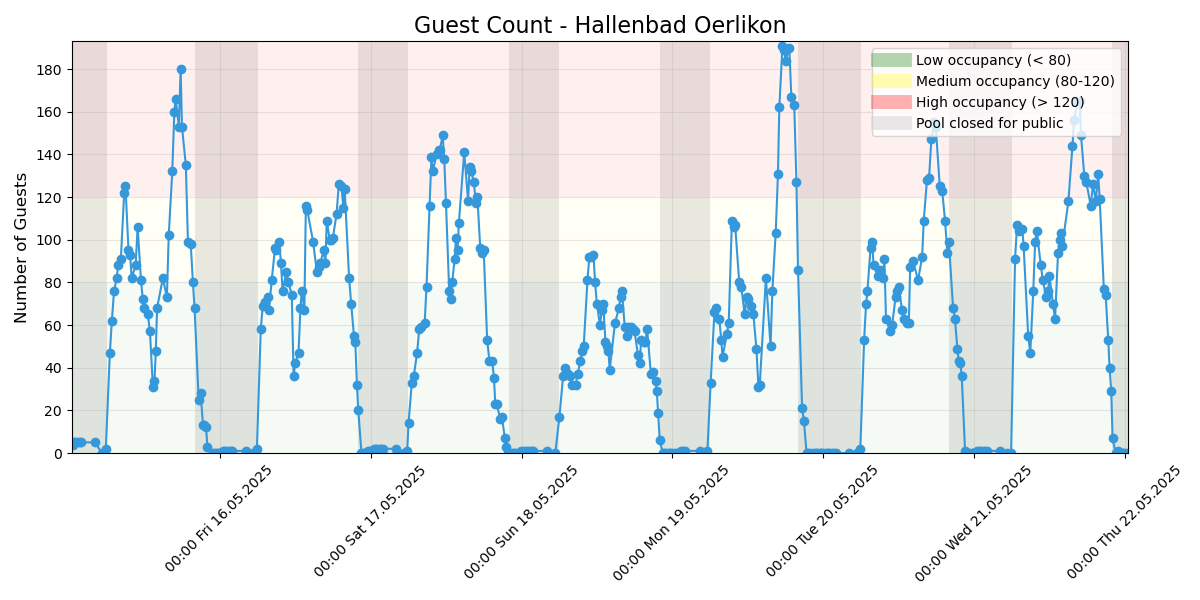 Guest Count - Hallenbad Oerlikon
Low occupancy (< 80)
Medium occupancy (80-120)
High occupancy (> 120)
Pool closed for public
Number of Guests
180
160
140
120
100
80
60
40
20
0
00:00 Fri 16.05.2025
00:00 Sat 17.05.2025
00:00 Sun 18.05.2025
00:00 Mon 19.05.2025
00:00 Tue 20.05.2025
00:00 Wed 21.05.2025
00:00 Thu 22.05.2025